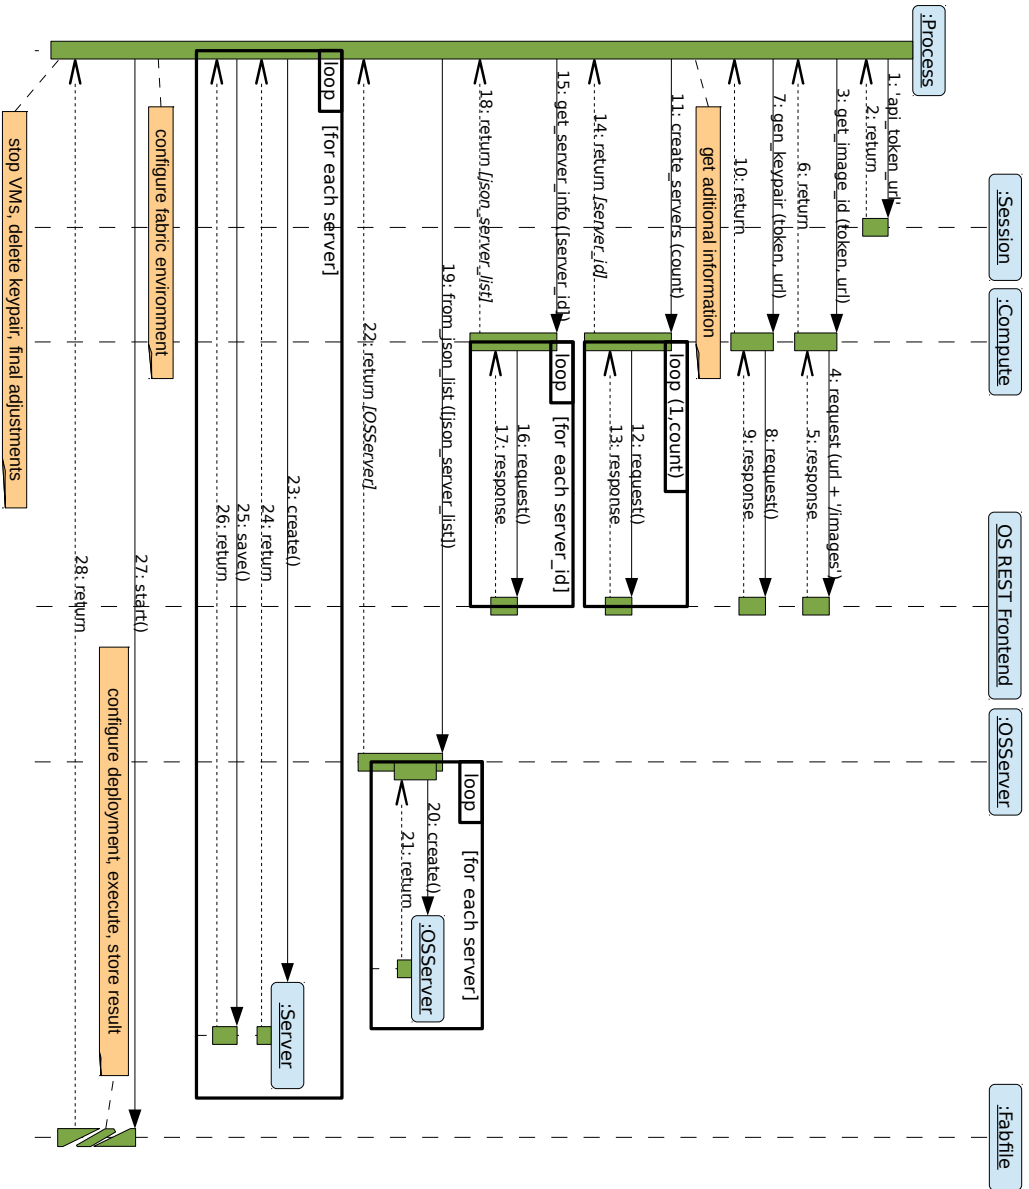 :Process
:Session
:Compute
OS REST Frontend
:OSServer
:Fabfile
1: 'api_token_url'
2: return
3: get_image_id (token, url)
4: request (url + '/images')
5: response
6: return
7: gen_keypair (token, url)
8: request()
9: response
10: return
get aditional information
11: create_servers (count)
loop (1,count)
12: request()
13: response
14: return [server_id]
15: get_server_info ([server_id])
loop
[for each server_id]
16: request()
17: response
18: return [json_server_list]
19: from_json_list ([json_server_list])
loop
[for each server]
20: create()
:OSServer
21: return
22: return [OSServer]
loop
[for each server]
23: create()
:Server
24: return
25: save()
26: return
configure fabric environment
27: start()
configure deployment, execute, store result
28: return
stop VMs, delete keypair, final adjustments